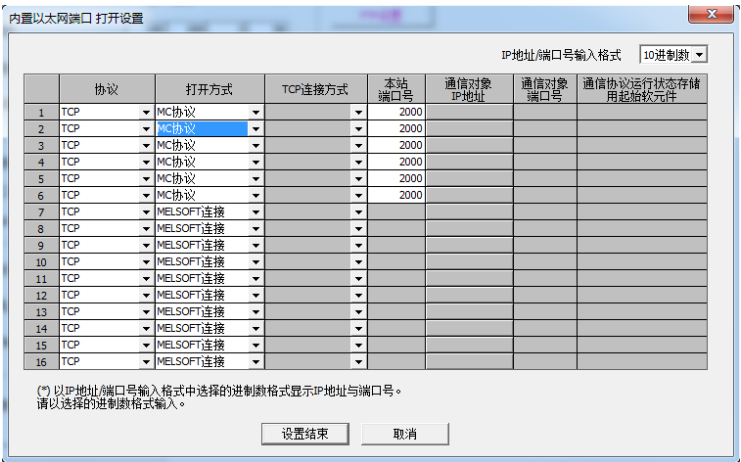 内置以太网端口 打开设置
IP地址/端口号输入格式 10进制数
协议 打开方式 TCP连接方式 本站端口号 通信对象IP地址 通信对象端口号 通信协议运行状态存储用起始软元件
1 TCP MC协议 2000
2 TCP MC协议 2000
3 TCP MC协议 2000
4 TCP MC协议 2000
5 TCP MC协议 2000
6 TCP MC协议 2000
7 TCP MELSOFT连接
8 TCP MELSOFT连接
9 TCP MELSOFT连接
10 TCP MELSOFT连接
11 TCP MELSOFT连接
12 TCP MELSOFT连接
13 TCP MELSOFT连接
14 TCP MELSOFT连接
15 TCP MELSOFT连接
16 TCP MELSOFT连接
(*) 以IP地址/端口号输入格式中选择的进制数格式显示IP地址与端口号。
请以选择的进制数格式输入。
设置结束 取消